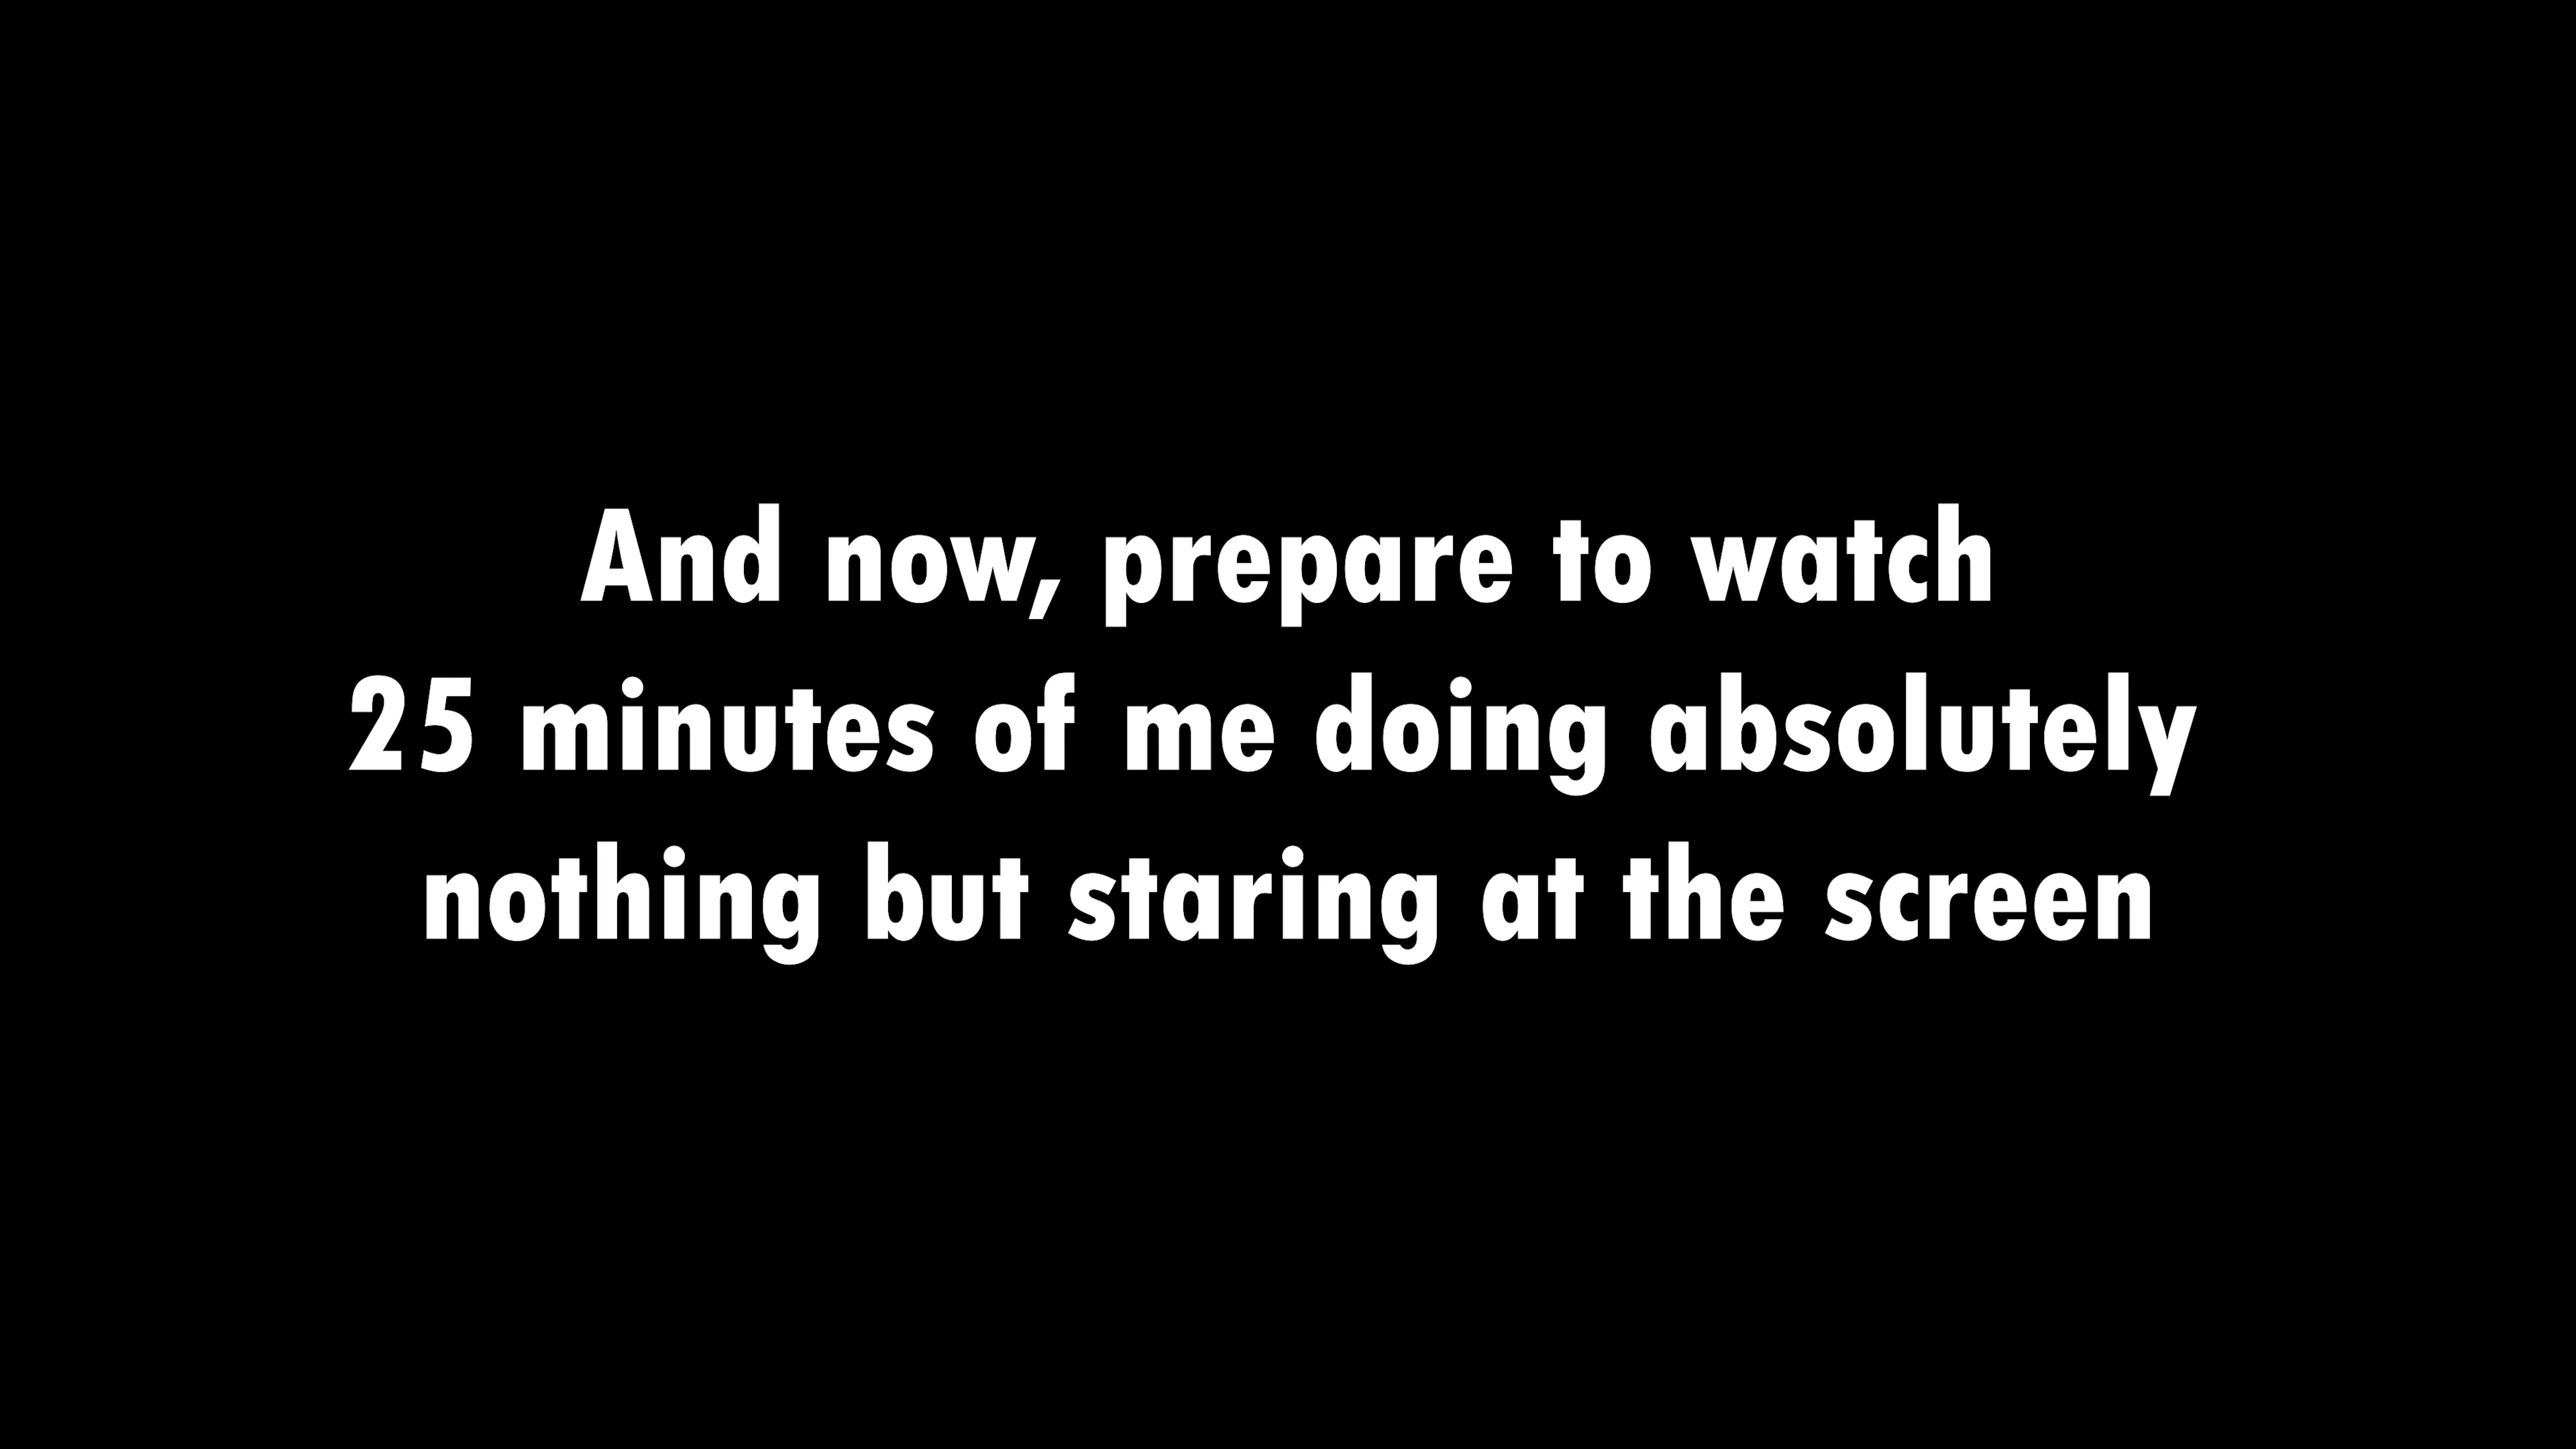 And now, prepare to watch
25 minutes of me doing absolutely
nothing but staring at the screen